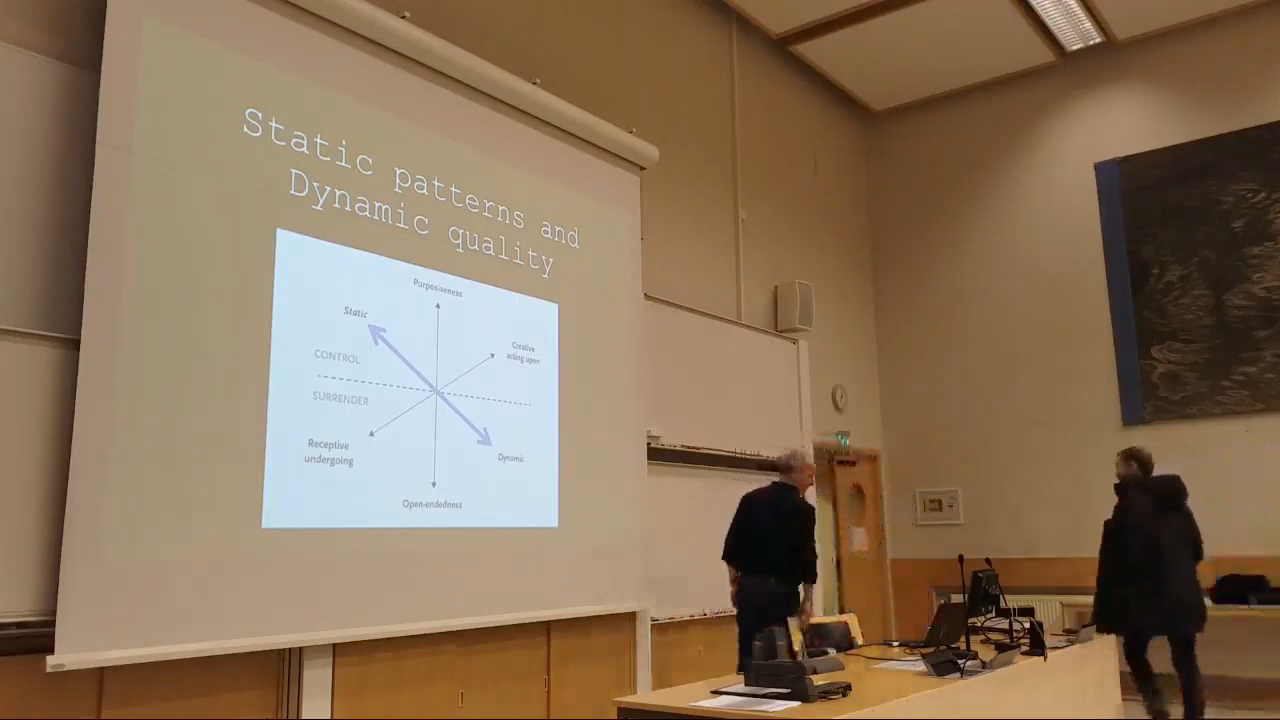 Static patterns and
Dynamic quality
Purposiveness
Static
Creative
acting upon
CONTROL
SURRENDER
Receptive
undergoing
Dynamic
Open-endedness